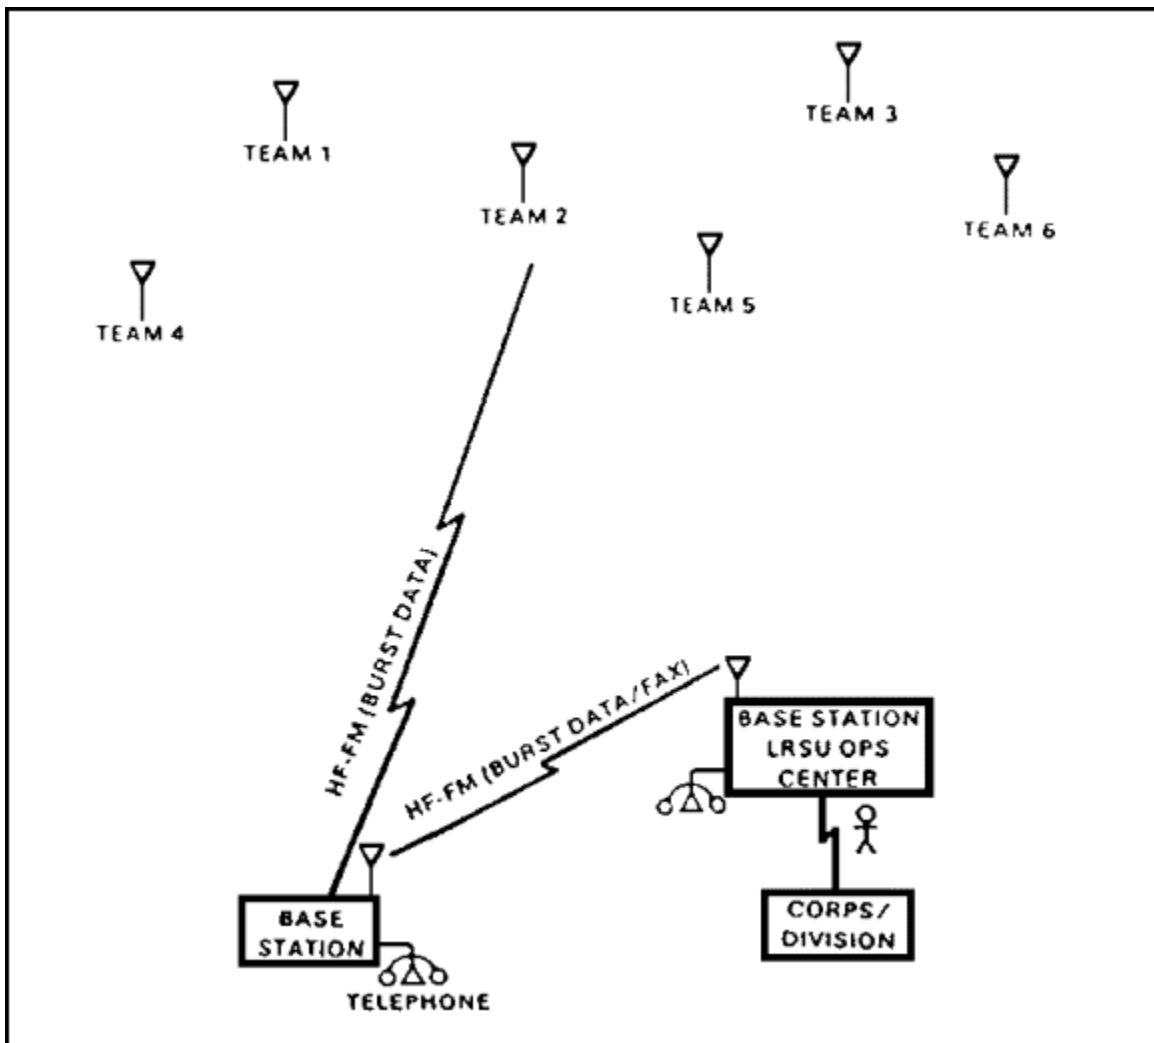 TEAM 1
TEAM 3
TEAM 2
TEAM 6
TEAM 5
TEAM 4
HF-FM (BURST DATA)
HF-FM (BURST DATA/FAX)
BASE STATION
LRSU OPS
CENTER
BASE
STATION
TELEPHONE
CORPS/
DIVISION